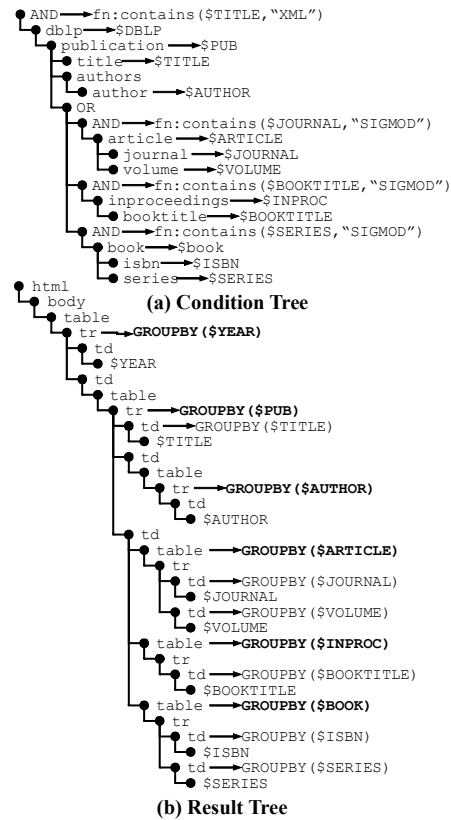 AND fn:contains($TITLE,“XML”)
dblp $DBLP
publication $PUB
title $TITLE
authors
author $AUTHOR
OR
AND fn:contains($JOURNAL,“SIGMOD”)
article $ARTICLE
journal $JOURNAL
volume $VOLUME
AND fn:contains($BOOKTITLE,“SIGMOD”)
inproceedings $INPROC
booktitle $BOOKTITLE
AND fn:contains($SERIES,“SIGMOD”)
book $book
isbn $ISBN
series $SERIES
(a) Condition Tree
html
body
table
tr GROUPBY($YEAR)
td
$YEAR
td
table
tr GROUPBY($PUB)
td GROUPBY($TITLE)
$TITLE
td
table
tr GROUPBY($AUTHOR)
td
$AUTHOR
td
table GROUPBY($ARTICLE)
tr
td GROUPBY($JOURNAL)
$JOURNAL
td GROUPBY($VOLUME)
$VOLUME
table GROUPBY($INPROC)
tr
td GROUPBY($BOOKTITLE)
$BOOKTITLE
table GROUPBY($BOOK)
tr
td GROUPBY($ISBN)
$ISBN
td GROUPBY($SERIES)
$SERIES
(b) Result Tree